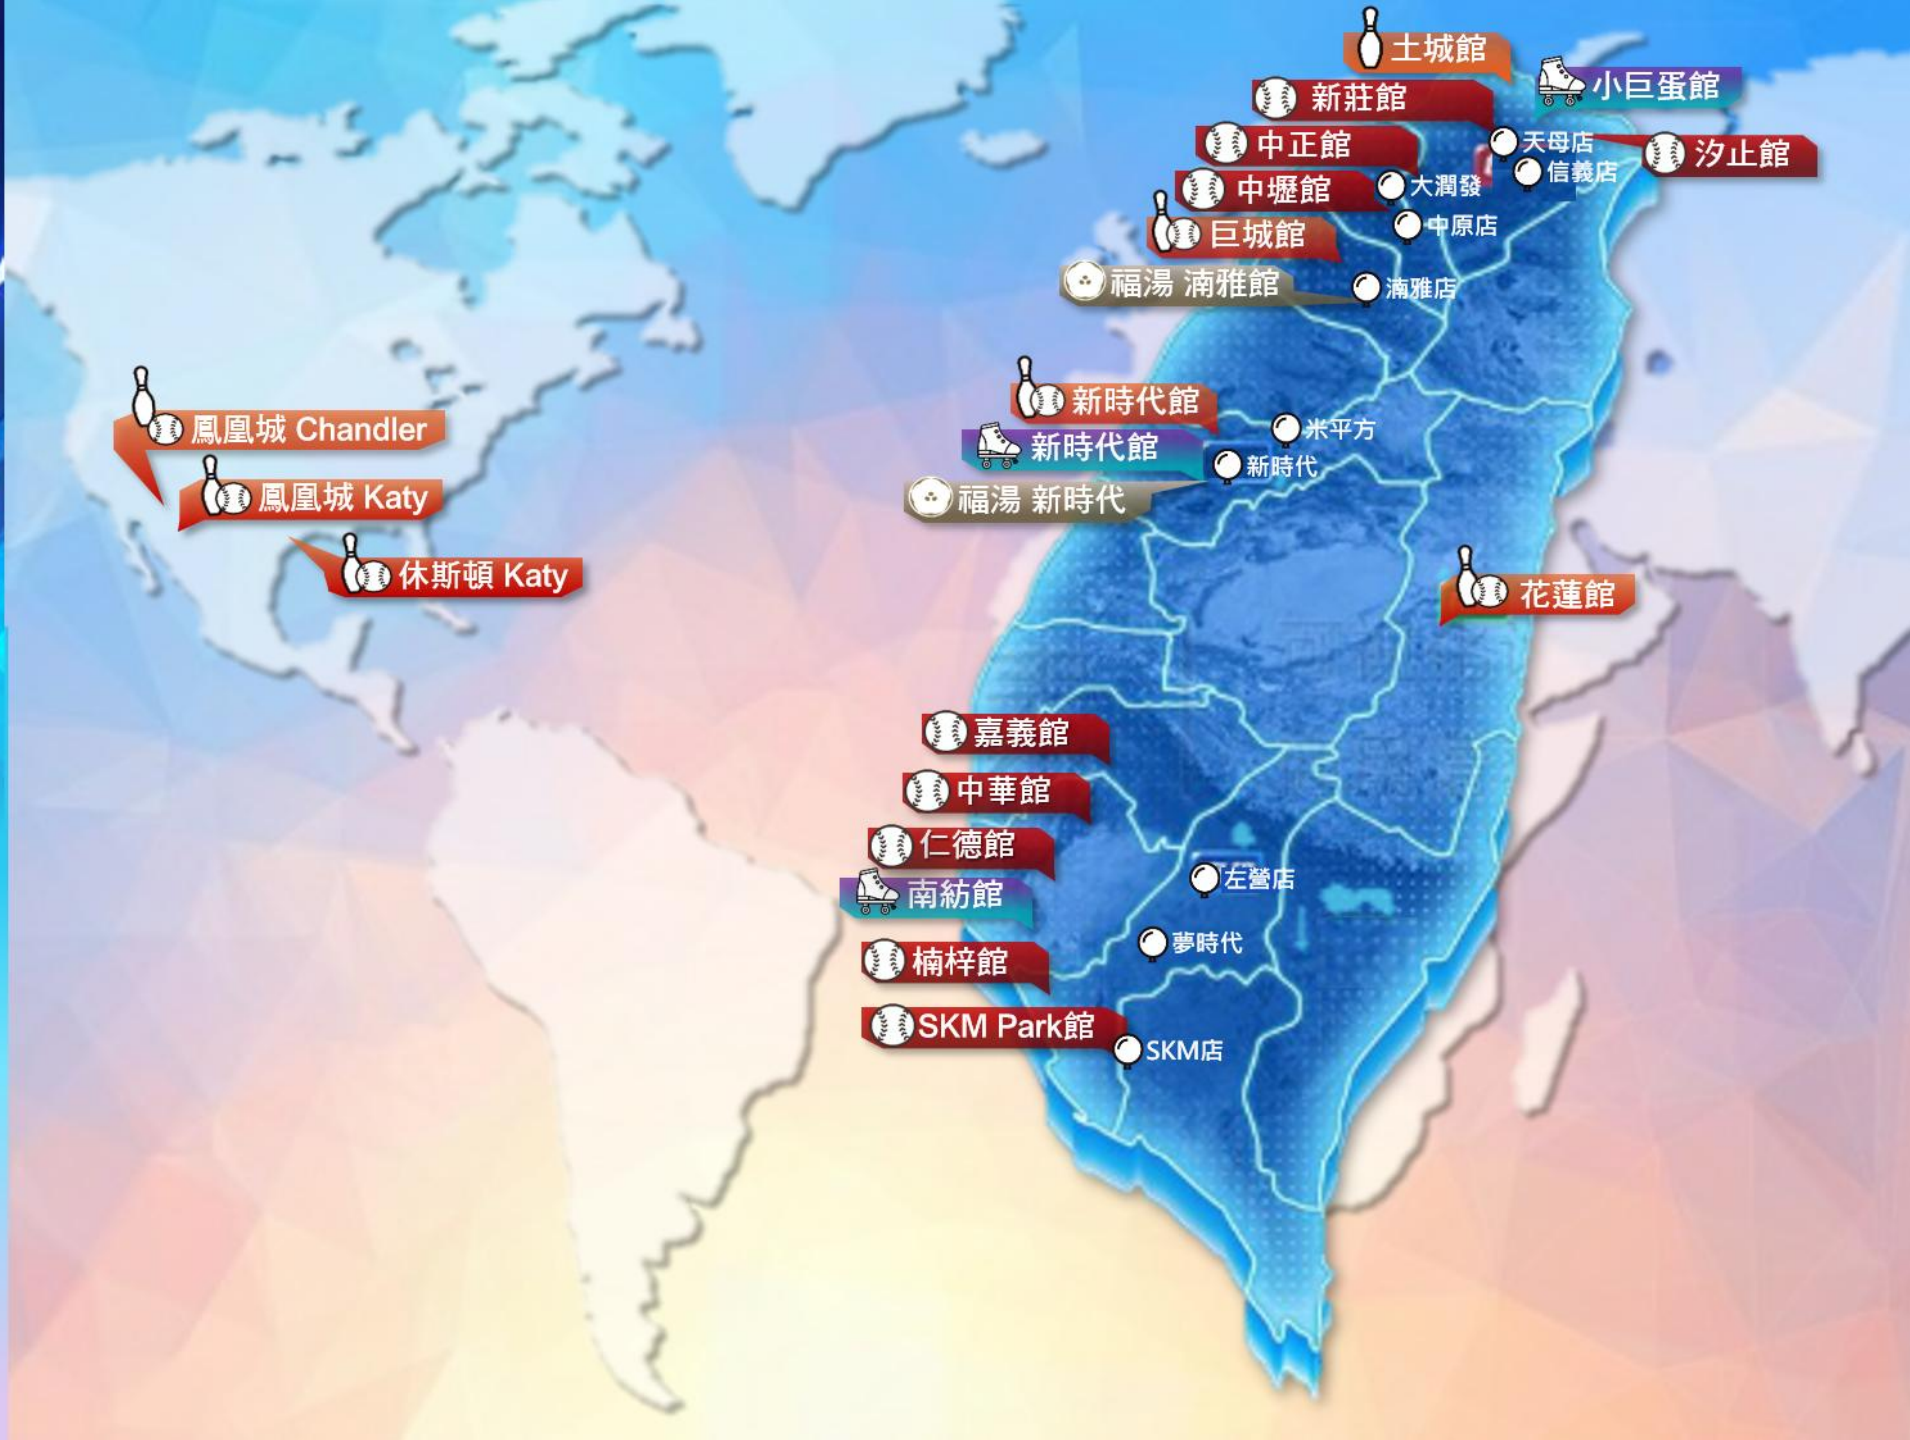 土城館
小巨蛋館
新莊館
中正館
天母店
汐止館
信義店
中壢館
大潤發
中原店
巨城館
福湯 湳雅館
湳雅店
新時代館
米平方
新時代館
新時代
福湯 新時代
鳳凰城 Chandler
鳳凰城 Katy
休斯頓 Katy
花蓮館
嘉義館
中華館
仁德館
左營店
南紡館
夢時代
楠梓館
SKM Park館
SKM店